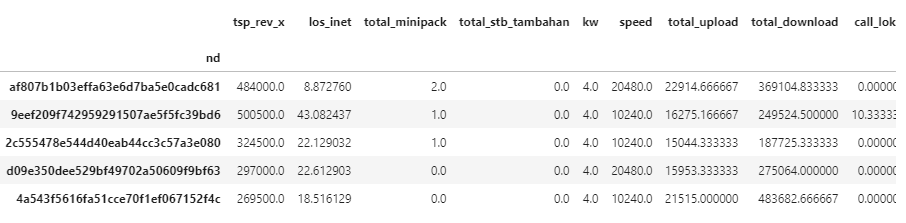 tsp_rev_x los_inet total_minipack total_stb_tambahan kw speed total_upload total_download call_lok
nd
af807b1b03effa63e6d7ba5e0cadc681 484000.0 8.872760 2.0 0.0 4.0 20480.0 22914.666667 369104.833333 0.00000
9eef209f742959291507ae5f5fc39bd6 500500.0 43.082437 1.0 0.0 4.0 10240.0 16275.166667 249524.500000 10.33333
2c555478e544d40eab44cc3c57a3e080 324500.0 22.129032 1.0 0.0 4.0 10240.0 15044.333333 187725.333333 0.00000
d09e350dee529bf49702a50609f9bf63 297000.0 22.612903 0.0 0.0 4.0 20480.0 15953.333333 275064.000000 0.00000
4a543f5616fa51cce70f1ef067152f4c 269500.0 18.516129 0.0 0.0 4.0 10240.0 21515.000000 483682.666667 0.00000